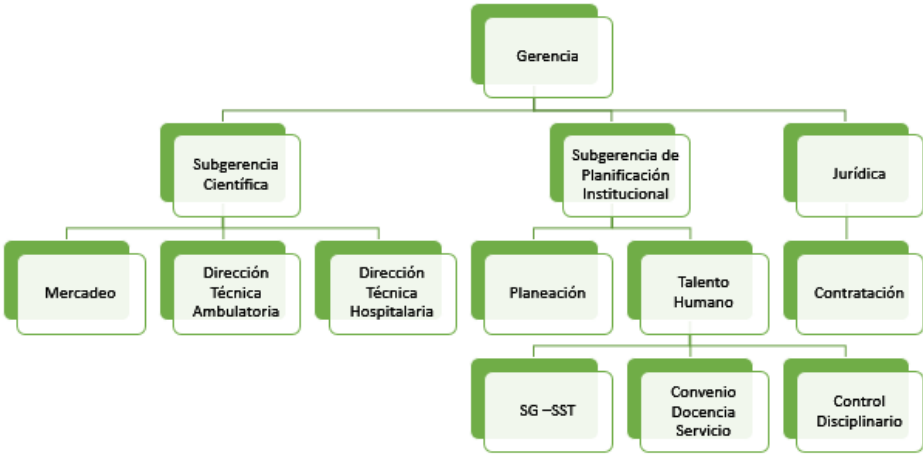 Gerencia
Subgerencia
Científica
Subgerencia de
Planificación
Institucional
Jurídica
Mercadeo
Dirección
Técnica
Ambulatoria
Dirección
Técnica
Hospitalaria
Planeación
Talento
Humano
Contratación
SG –SST
Convenio
Docencia
Servicio
Control
Disciplinario